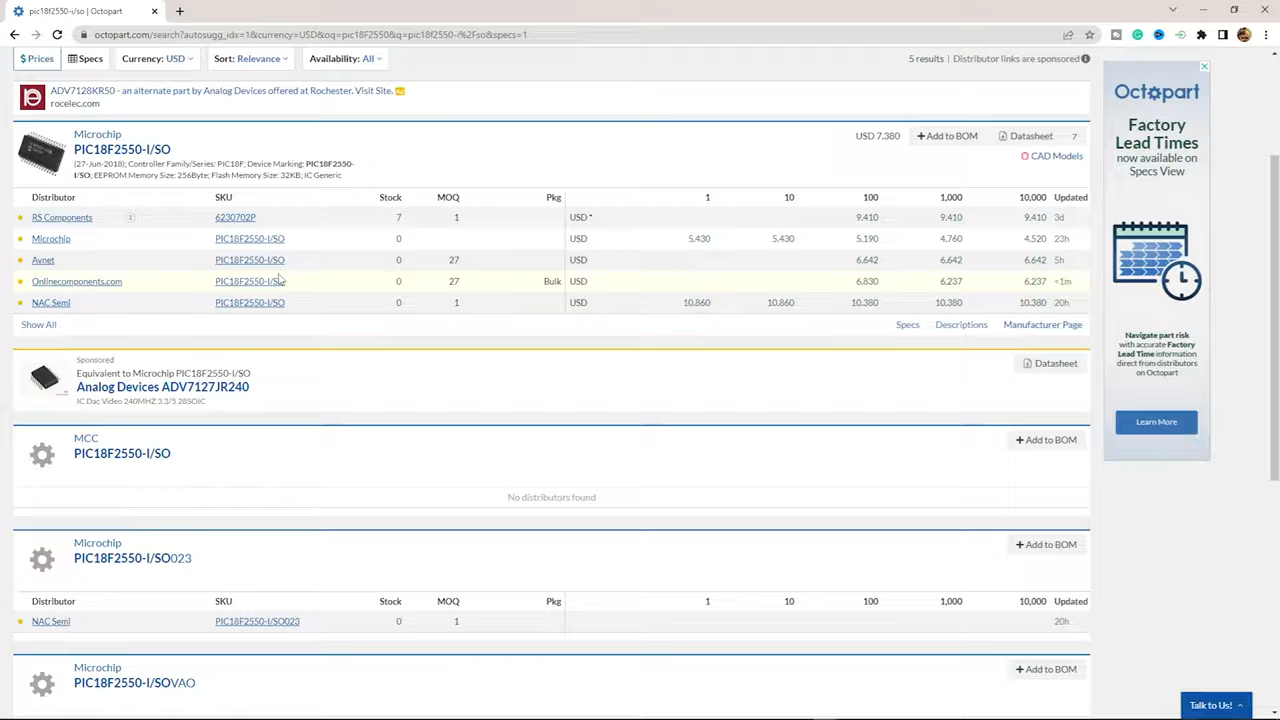 pic18f2550-i/so | Octopart
octopart.com/search?autosugg_idx=1&currency=USD&oq=pic18F2550&q=pic18f2550-i%2Fso&specs=1
$ Prices Specs Currency: USD Sort: Relevance Availability: All 5 results | Distributor links are sponsored
ADV7128KR50 - an alternate part by Analog Devices offered at Rochester. Visit Site. Ad
rocelec.com
Microchip
PIC18F2550-I/SO
USD 7.380 + Add to BOM Datasheet 7
(27-Jun-2018); Controller Family/Series: PIC18F; Device Marking: PIC18F2550-
I/SO; EEPROM Memory Size: 256Byte; Flash Memory Size: 32KB; IC Generic
CAD Models
Distributor SKU Stock MOQ Pkg 1 10 100 1,000 10,000 Updated
RS Components 6230702P 7 1 USD * 9.410 9.410 9.410 3d
Microchip PIC18F2550-I/SO 0 USD 5.430 5.430 5.190 4.760 4.520 23h
Avnet PIC18F2550-I/SO 0 27 USD 6.642 6.642 6.642 5h
Onlinecomponents.com PIC18F2550-I/SO 0 27 Bulk USD 6.830 6.237 6.237 <1m
NAC Semi PIC18F2550-I/SO 0 1 USD 10.860 10.860 10.380 10.380 10.380 20h
Show All Specs Descriptions Manufacturer Page
Sponsored
Equivalent to Microchip PIC18F2550-I/SO
Analog Devices ADV7127JR240
IC Dac Video 240MHZ 3.3/5 28SOIC
Datasheet
MCC
PIC18F2550-I/SO
+ Add to BOM
No distributors found
Microchip
PIC18F2550-I/SO023
+ Add to BOM
Distributor SKU Stock MOQ Pkg 1 10 100 1,000 10,000 Updated
NAC Semi PIC18F2550-I/SO023 0 1 20h
Microchip
PIC18F2550-I/SOVAO
+ Add to BOM
Octopart
Factory
Lead Times
now available on
Specs View
Navigate part risk
with accurate Factory
Lead Time information
direct from distributors
on Octopart
Learn More
Talk to Us!